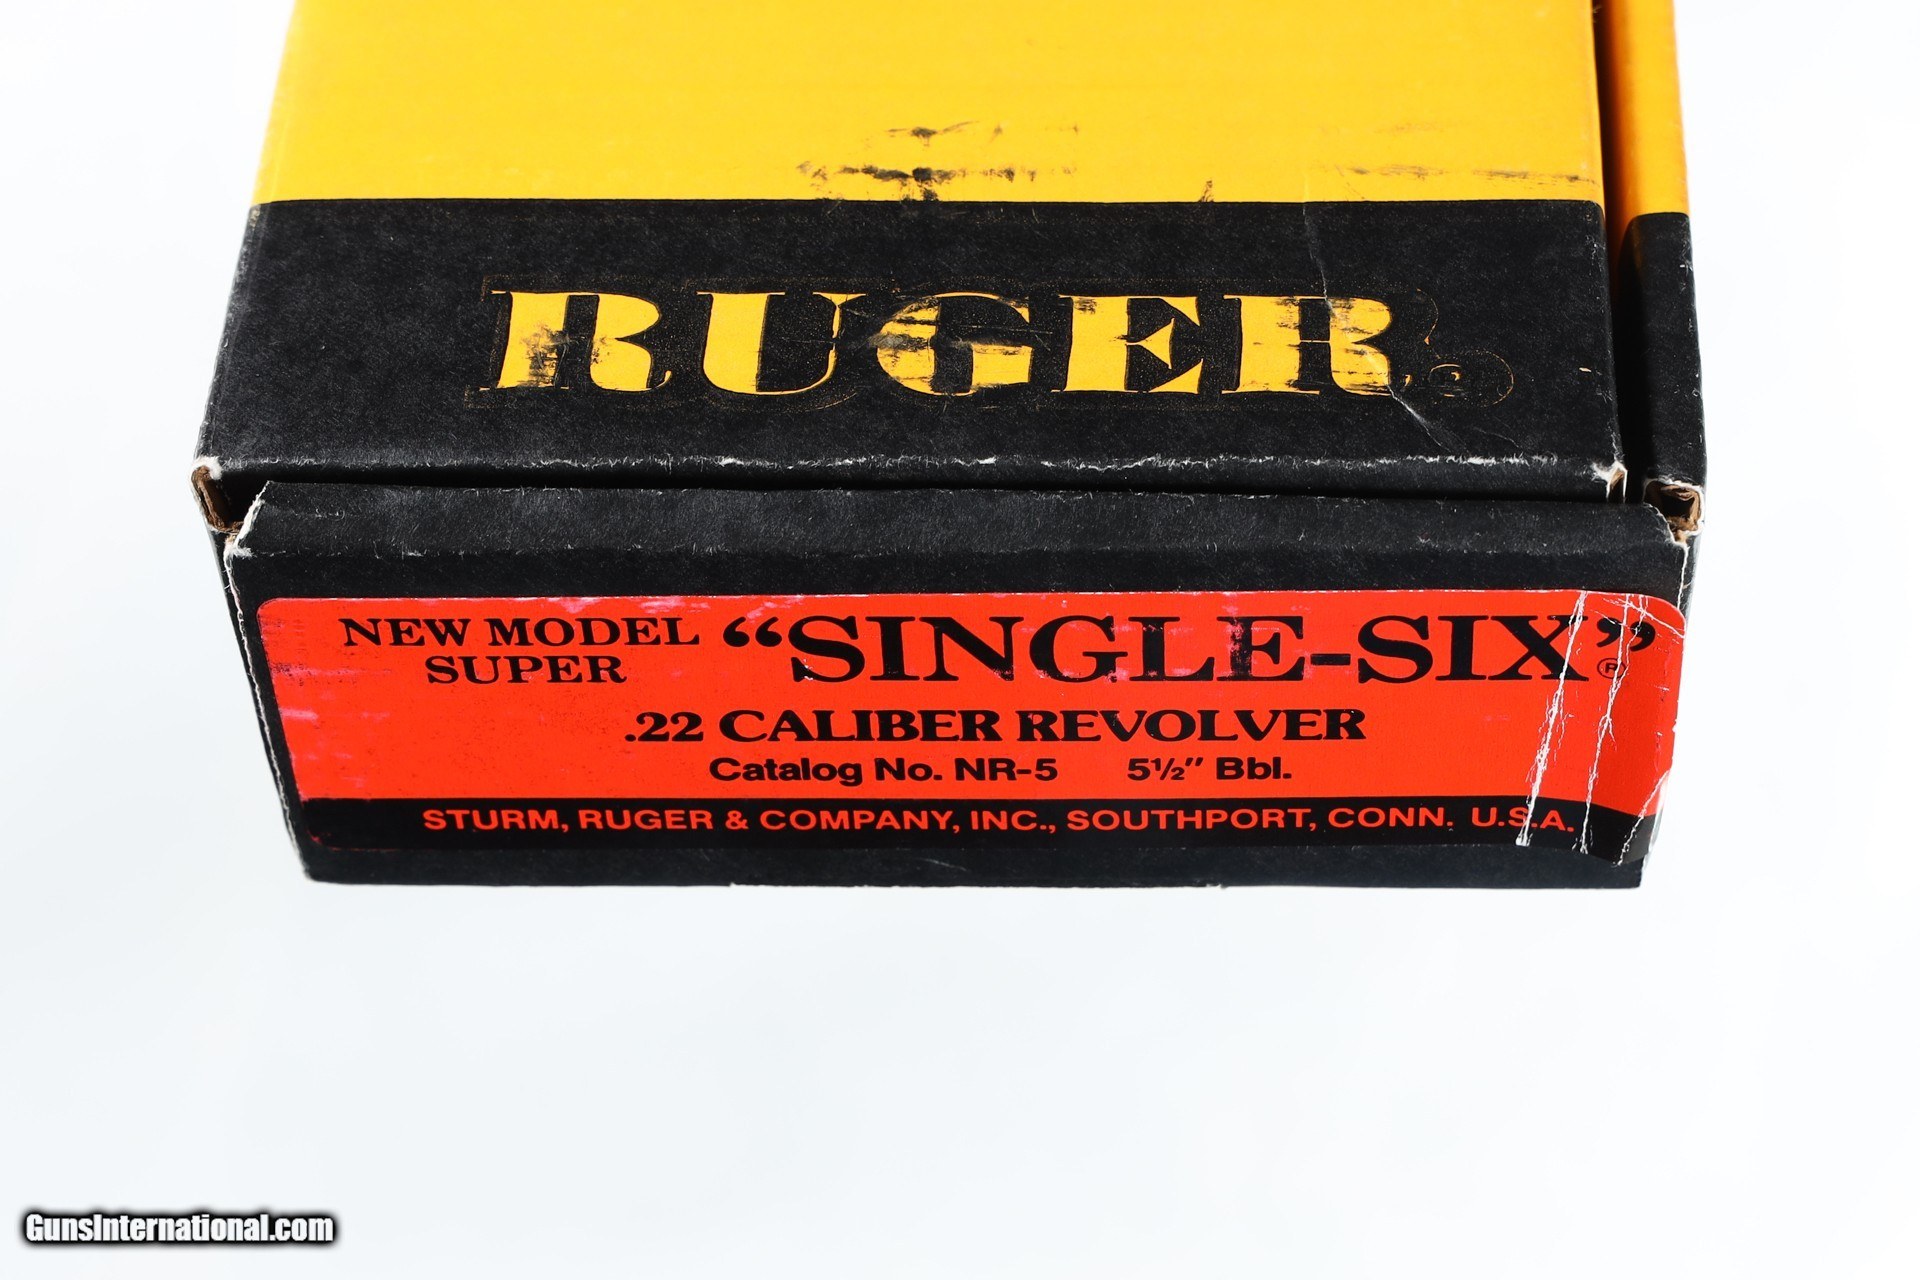 RUGER®
NEW MODEL SUPER "SINGLE-SIX"®
.22 CALIBER REVOLVER
Catalog No. NR-5 5½" Bbl.
STURM, RUGER & COMPANY, INC., SOUTHPORT, CONN. U.S.A.
GunsInternational.com